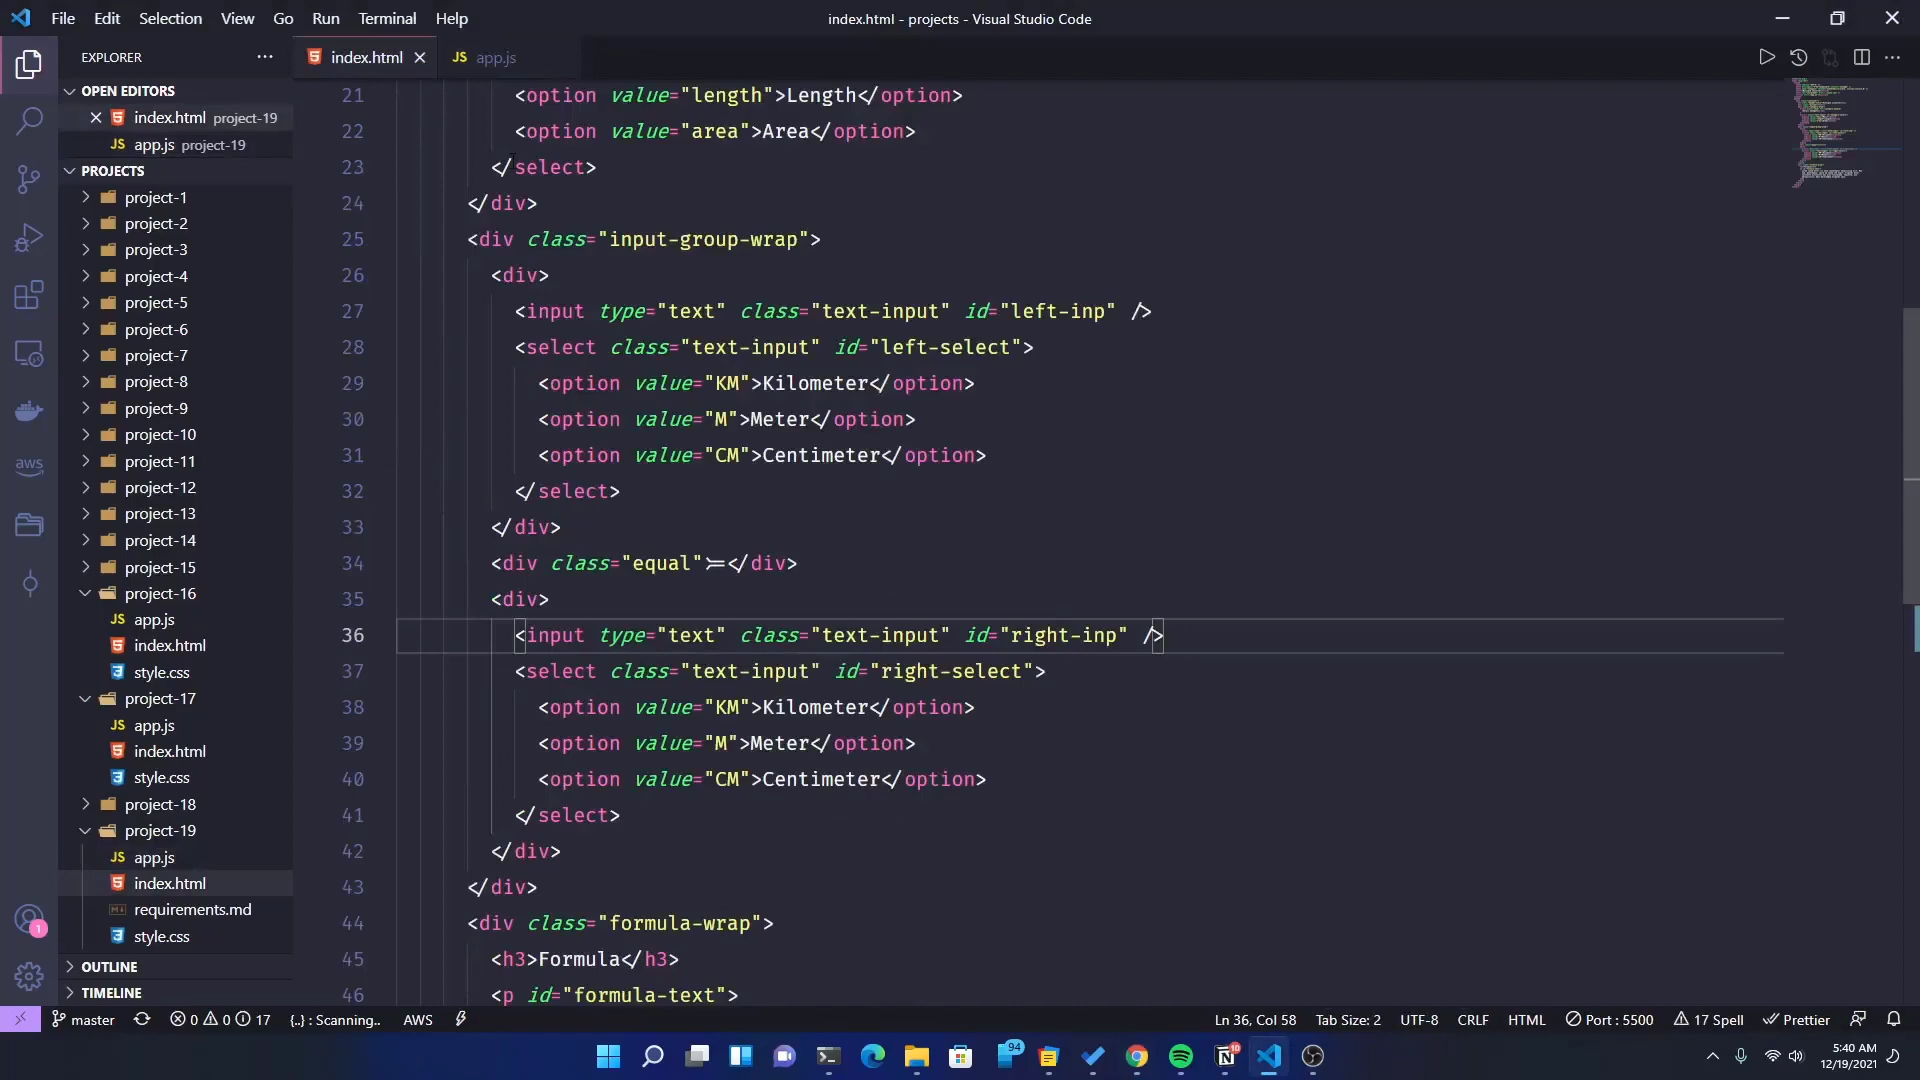 File Edit Selection View Go Run Terminal Help
index.html - projects - Visual Studio Code
EXPLORER
OPEN EDITORS
index.html project-19
JS app.js project-19
PROJECTS
project-1
project-2
project-3
project-4
project-5
project-6
project-7
project-8
project-9
project-10
project-11
project-12
project-13
project-14
project-15
project-16
JS app.js
index.html
style.css
project-17
JS app.js
index.html
style.css
project-18
project-19
JS app.js
index.html
requirements.md
style.css
OUTLINE
TIMELINE
aws
1
index.html
JS app.js
21 <option value="length">Length</option>
22 <option value="area">Area</option>
23 </select>
24 </div>
25 <div class="input-group-wrap">
26 <div>
27 <input type="text" class="text-input" id="left-inp" />
28 <select class="text-input" id="left-select">
29 <option value="KM">Kilometer</option>
30 <option value="M">Meter</option>
31 <option value="CM">Centimeter</option>
32 </select>
33 </div>
34 <div class="equal">=</div>
35 <div>
36 <input type="text" class="text-input" id="right-inp" />
37 <select class="text-input" id="right-select">
38 <option value="KM">Kilometer</option>
39 <option value="M">Meter</option>
40 <option value="CM">Centimeter</option>
41 </select>
42 </div>
43 </div>
44 <div class="formula-wrap">
45 <h3>Formula</h3>
46 <p id="formula-text">
master 0 0 17 {..} : Scanning.. AWS
Ln 36, Col 58 Tab Size: 2 UTF-8 CRLF HTML Port : 5500 17 Spell Prettier
94
10
5:40 AM
12/19/2021